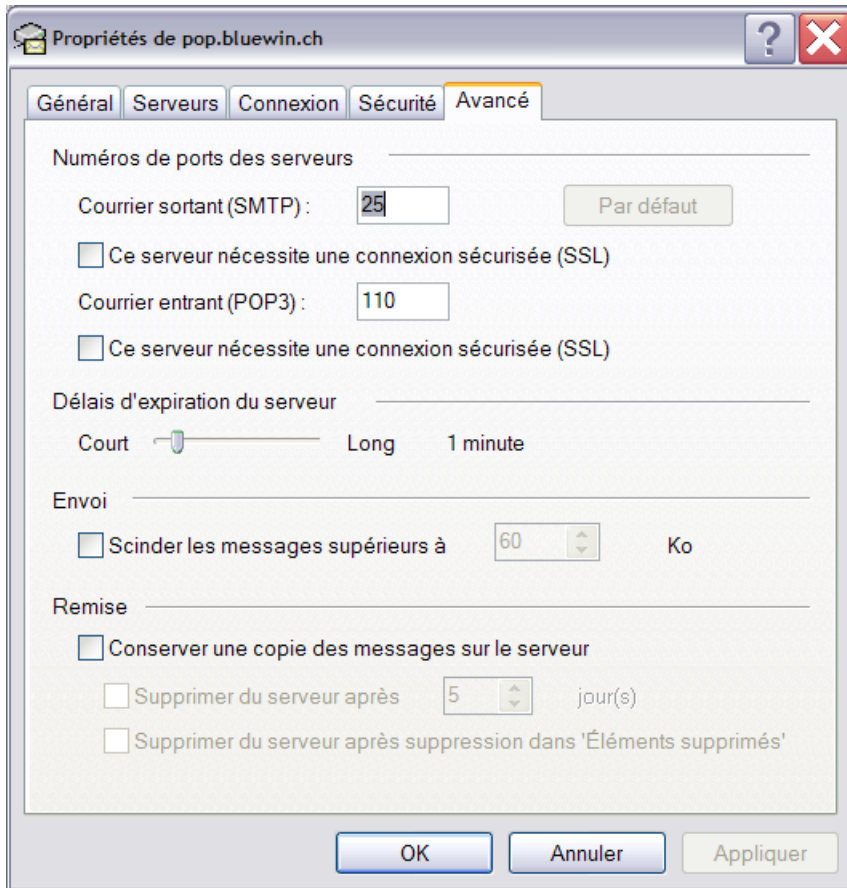 Propriétés de pop.bluewin.ch
Général Serveurs Connexion Sécurité Avancé
Numéros de ports des serveurs
Courrier sortant (SMTP) : 25 Par défaut
Ce serveur nécessite une connexion sécurisée (SSL)
Courrier entrant (POP3) : 110
Ce serveur nécessite une connexion sécurisée (SSL)
Délais d'expiration du serveur
Court Long 1 minute
Envoi
Scinder les messages supérieurs à 60 Ko
Remise
Conserver une copie des messages sur le serveur
Supprimer du serveur après 5 jour(s)
Supprimer du serveur après suppression dans 'Éléments supprimés'
OK Annuler Appliquer